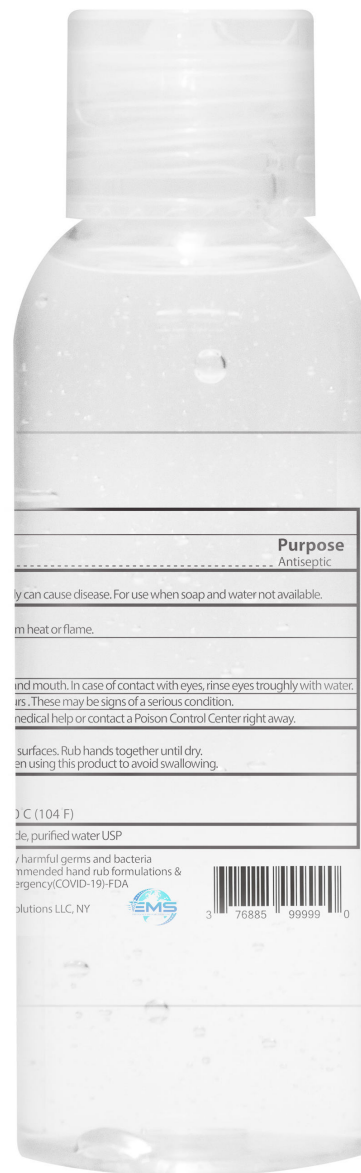 Purpose
Antiseptic
ly can cause disease. For use when soap and water not available.
m heat or flame.
and mouth. In case of contact with eyes, rinse eyes troughly with water.
urs . These may be signs of a serious condition.
medical help or contact a Poison Control Center right away.
surfaces. Rub hands together until dry.
en using this product to avoid swallowing.
0 C (104 F)
de, purified water USP
y harmful germs and bacteria
mmended hand rub formulations &
ergency(COVID-19)-FDA
olutions LLC, NY
EMS
3 76885 99999 0